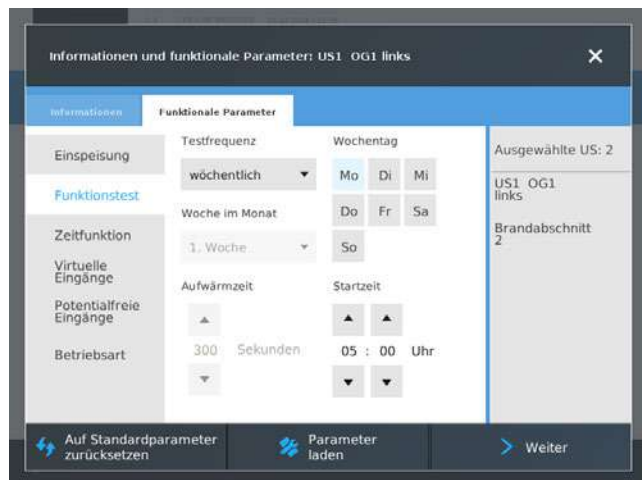 Informationen und funktionale Parameter: US1 OG1 links
Informationen
Funktionale Parameter
Einspeisung
Funktionstest
Zeitfunktion
Virtuelle
Eingänge
Potentialfreie
Eingänge
Betriebsart
Testfrequenz
wöchentlich
Woche im Monat
1. Woche
Aufwärmzeit
300 Sekunden
Wochentag
Mo Di Mi
Do Fr Sa
So
Startzeit
05 : 00 Uhr
Ausgewählte US: 2
US1 OG1
links
Brandabschnitt
2
Auf Standardparameter
zurücksetzen
Parameter
laden
Weiter